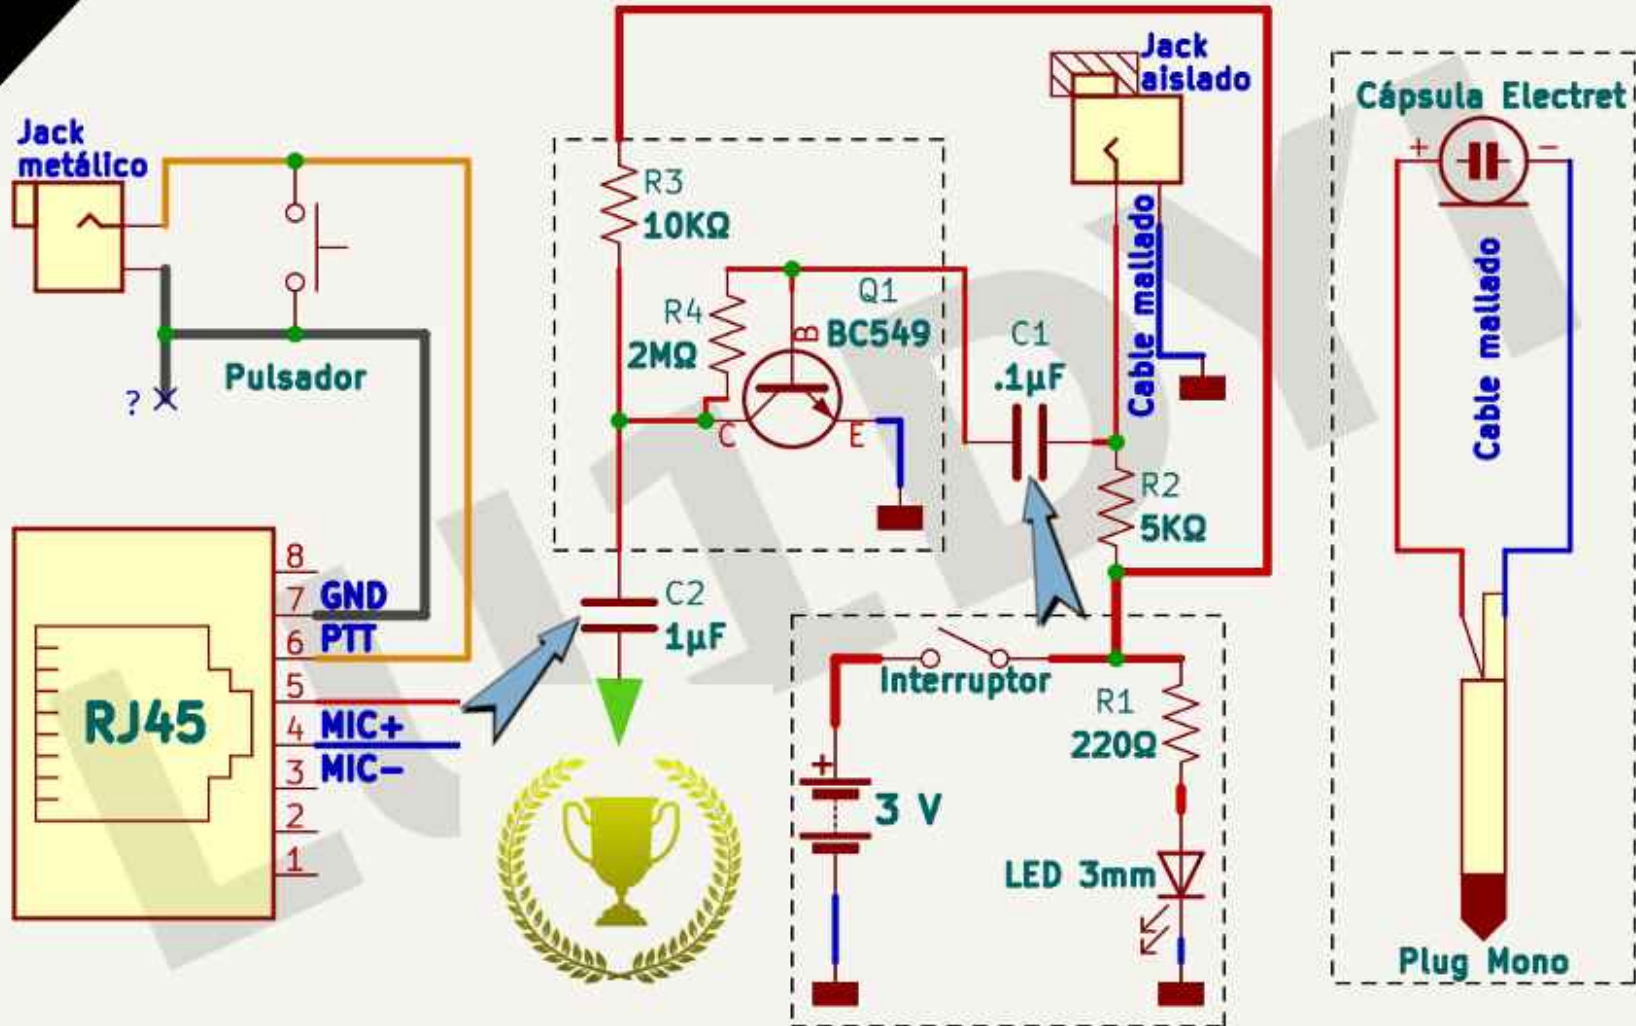 Jack
metálico
Jack
aislado
Cápsula Electret
+
−
R3
10KΩ
R4
2MΩ
B
Q1
BC549
C
E
C1
.1µF
Cable mallado
Cable mallado
Pulsador
?
R2
5KΩ
C2
1µF
8
7
GND
6
PTT
5
4
MIC+
3
MIC−
2
1
RJ45
Interruptor
R1
220Ω
+
3 V
LED 3mm
Plug Mono
LU1DYI